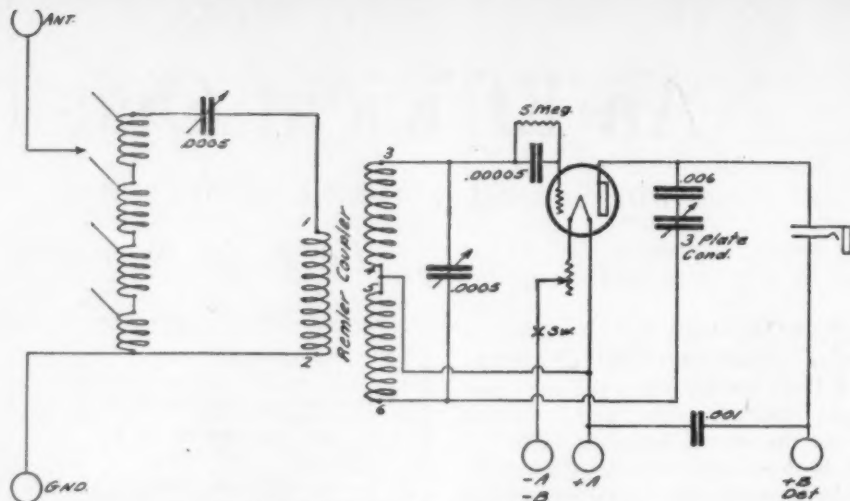 ANT.
.0005
5 Meg.
3
.00005
.006
3 Plate
Cond.
1
Remler Coupler
4
5
.0005
x Sw.
2
6
.001
GND.
-A
-B
+A
+B
Det